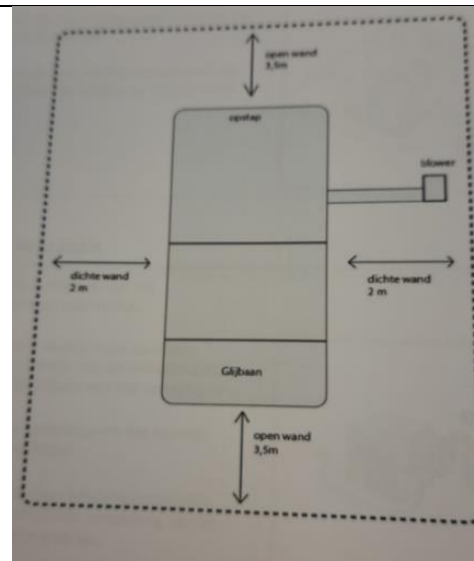 open wand
3,5m
opstap
blower
dichte wand
2 m
dichte wand
2 m
Glijbaan
open wand
3,5m